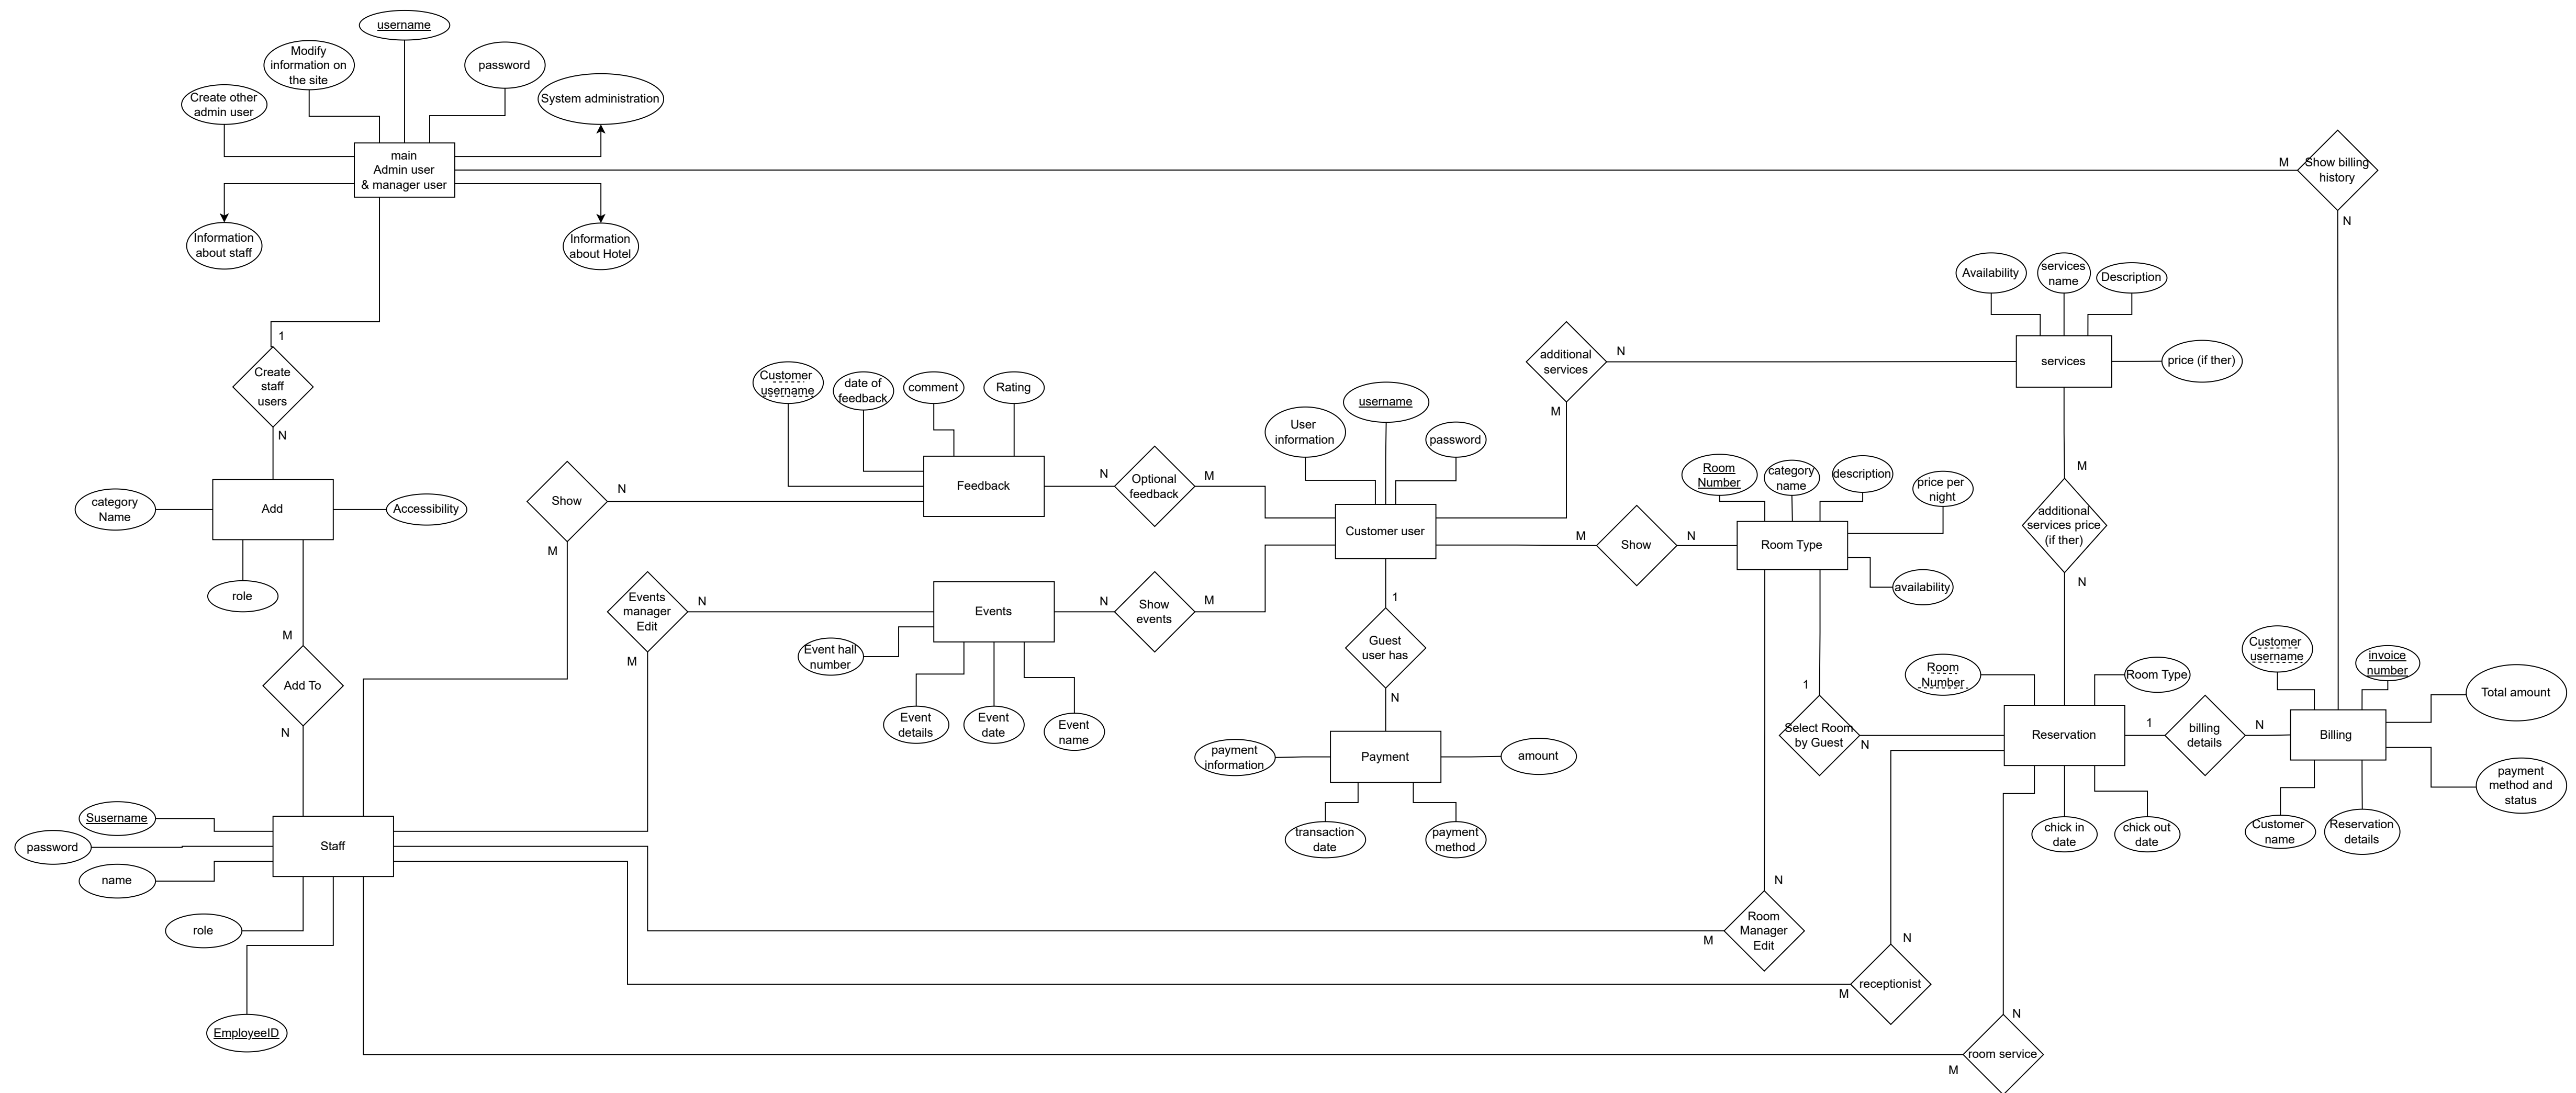 username
Modify
information on
the site
password
Create other
admin user
System administration
main
Admin user
& manager user
M
Show billing
history
N
Information
about staff
Information
about Hotel
Availability
services
name
Description
1
Create
staff
users
N
additional
services
N
M
services
price (if ther)
Customer
username
date of
feedback
comment
Rating
User
information
username
password
Room
Number
category
name
description
price per
night
M
category
Name
Add
Accessibility
role
Show
N
M
Feedback
N
Optional
feedback
M
Customer user
M
Show
N
Room Type
availability
additional
services price
(if ther)
N
Events
manager
Edit
N
M
Events
N
Show
events
M
Event hall
number
Event
details
Event
date
Event
name
1
Guest
user has
N
M
Add To
N
1
Select Room
by Guest
N
Room
Number
Room Type
Reservation
1
billing
details
N
Customer
username
invoice
number
Total amount
Billing
payment
method and
status
payment
information
Payment
amount
transaction
date
payment
method
chick in
date
chick out
date
Customer
name
Reservation
details
Susername
password
name
Staff
role
EmployeeID
N
Room
Manager
Edit
M
N
receptionist
M
N
room service
M